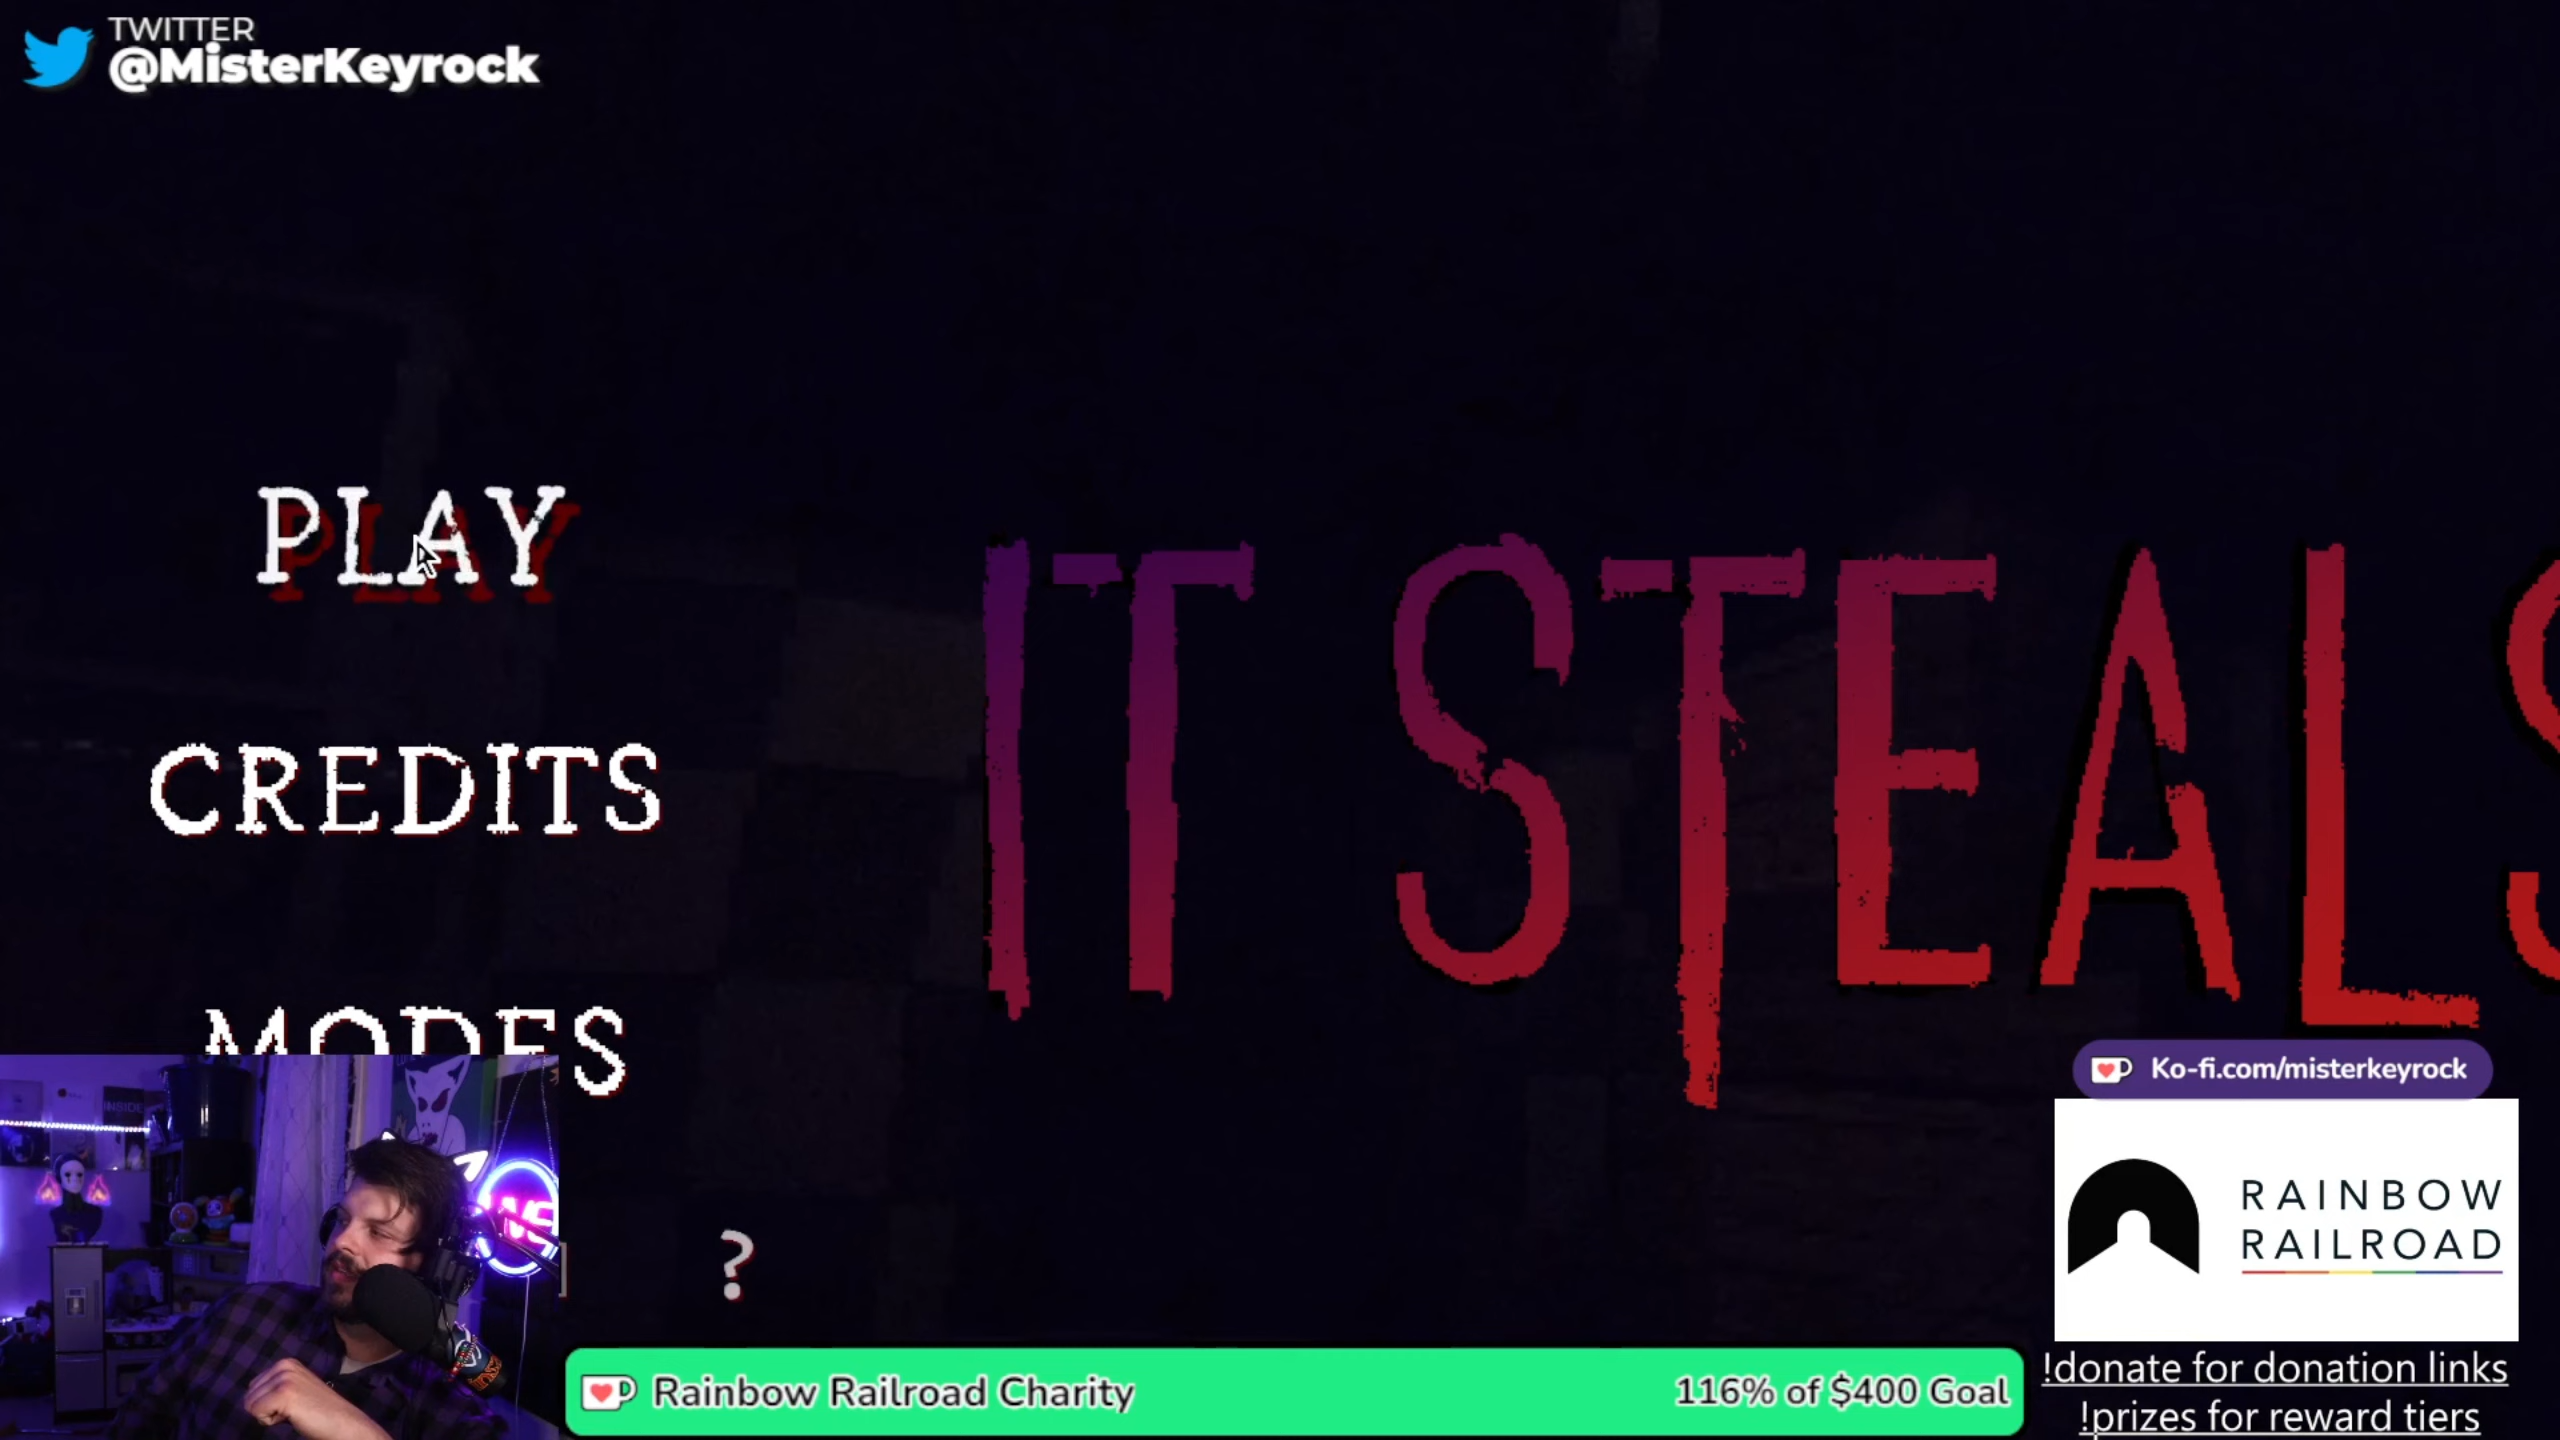 TWITTER
@MisterKeyrock
PLAY
CREDITS
MODES
IT STEALS
?
Ko-fi.com/misterkeyrock
RAINBOW
RAILROAD
Rainbow Railroad Charity
116% of $400 Goal
!donate for donation links
!prizes for reward tiers
INSIDE